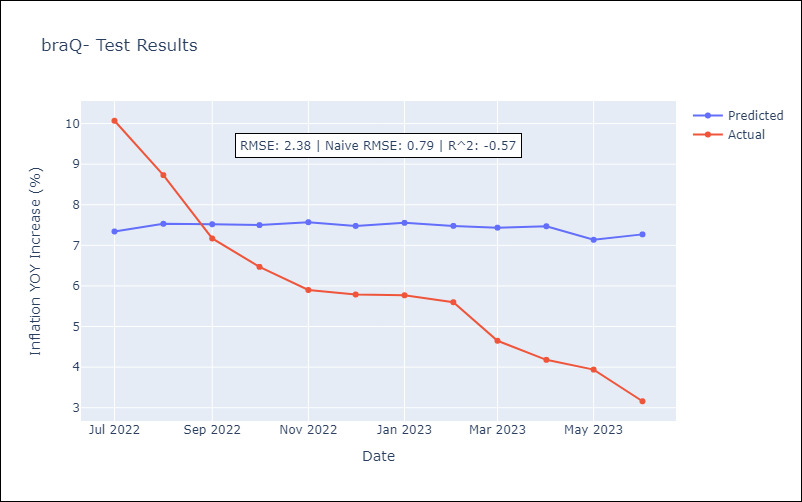 braQ- Test Results
Predicted
Actual
RMSE: 2.38 | Naive RMSE: 0.79 | R^2: -0.57
Inflation YOY Increase (%)
10
9
8
7
6
5
4
3
Jul 2022 Sep 2022 Nov 2022 Jan 2023 Mar 2023 May 2023
Date